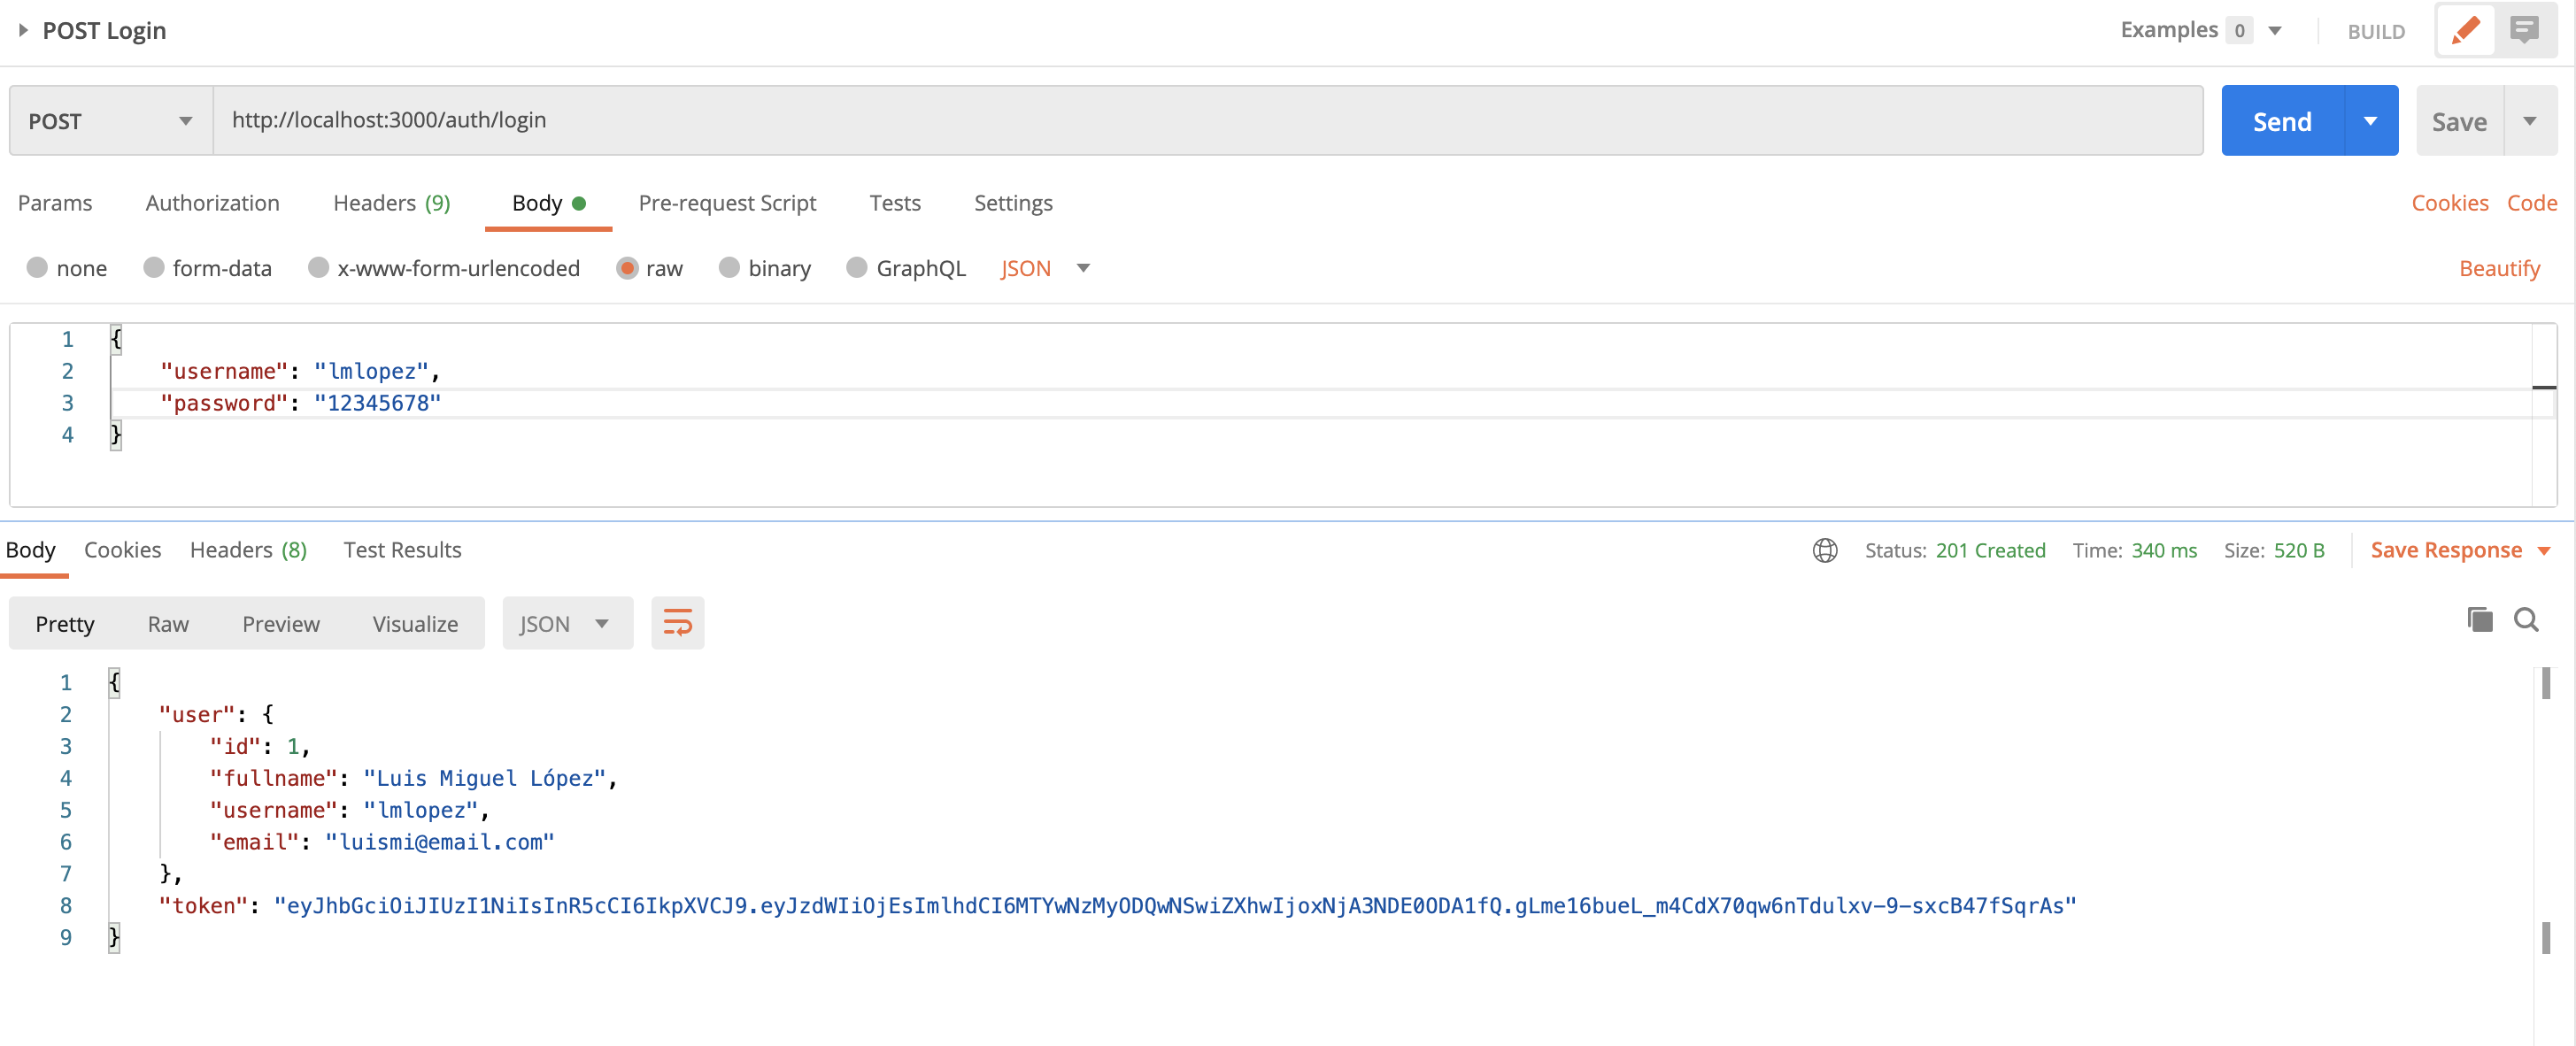 POST Login
Examples 0
BUILD
POST
http://localhost:3000/auth/login
Send
Save
Params Authorization Headers (9) Body Pre-request Script Tests Settings Cookies Code
none form-data x-www-form-urlencoded raw binary GraphQL JSON Beautify
1 {
2 "username": "lmlopez",
3 "password": "12345678"
4 }
Body Cookies Headers (8) Test Results Status: 201 Created Time: 340 ms Size: 520 B Save Response
Pretty Raw Preview Visualize JSON
1 {
2 "user": {
3 "id": 1,
4 "fullname": "Luis Miguel López",
5 "username": "lmlopez",
6 "email": "luismi@email.com"
7 },
8 "token": "eyJhbGciOiJIUzI1NiIsInR5cCI6IkpXVCJ9.eyJzdWIiOjEsImlhdCI6MTYwNzMyODQwNSwiZXhwIjoxNjA3NDE0ODA1fQ.gLme16bueL_m4CdX70qw6nTdulxv-9-sxcB47fSqrAs"
9 }